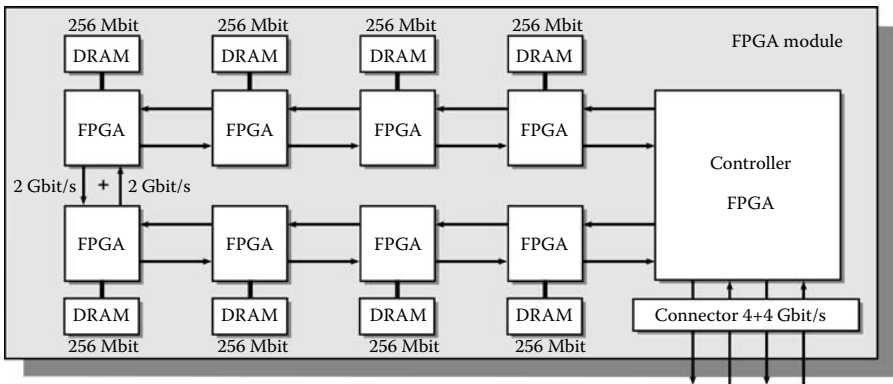 256 Mbit 256 Mbit 256 Mbit 256 Mbit
FPGA module
DRAM DRAM DRAM DRAM
FPGA FPGA FPGA FPGA
Controller
FPGA
2 Gbit/s + 2 Gbit/s
FPGA FPGA FPGA FPGA
DRAM DRAM DRAM DRAM
Connector 4+4 Gbit/s
256 Mbit 256 Mbit 256 Mbit 256 Mbit